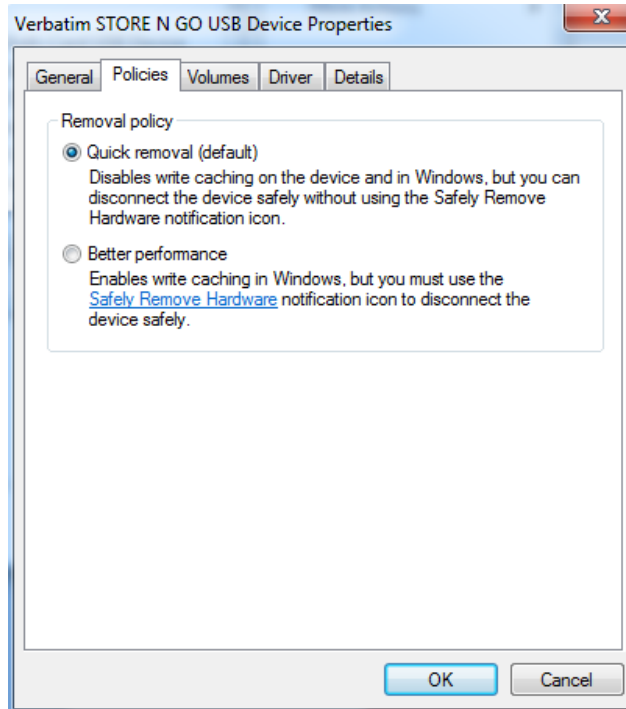 Verbatim STORE N GO USB Device Properties
General Policies Volumes Driver Details
Removal policy
Quick removal (default)
Disables write caching on the device and in Windows, but you can
disconnect the device safely without using the Safely Remove
Hardware notification icon.
Better performance
Enables write caching in Windows, but you must use the
Safely Remove Hardware notification icon to disconnect the
device safely.
OK Cancel